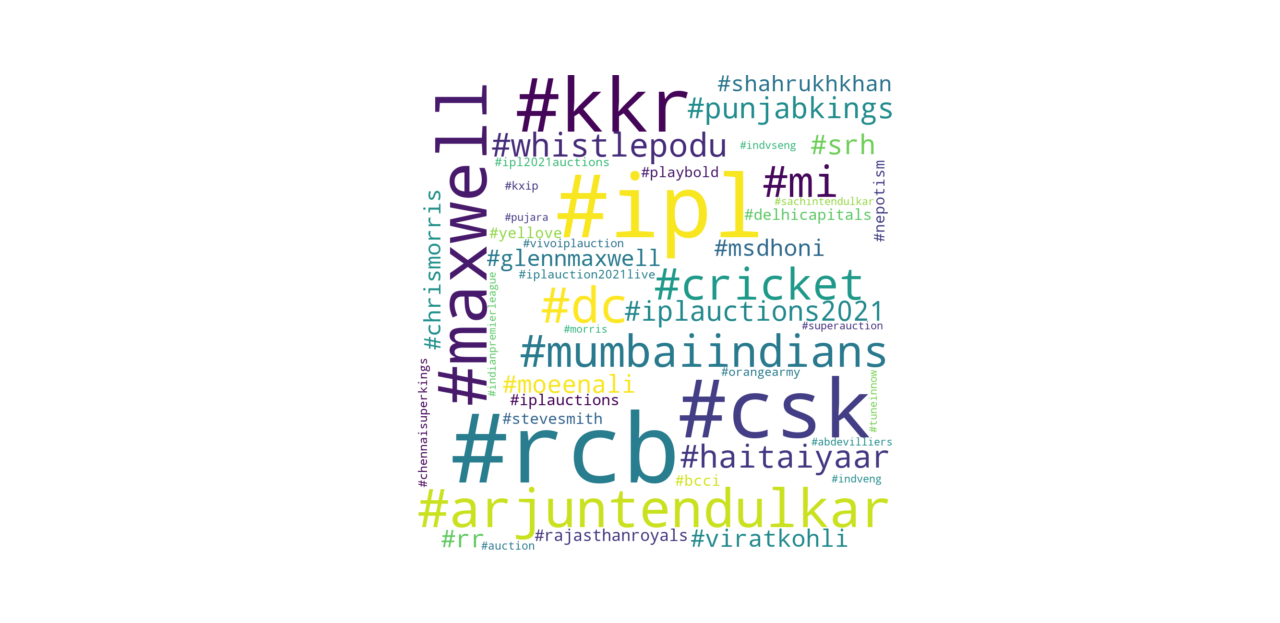 #maxwell
#kkr
#shahrukhkhan
#punjabkings
#whistlepodu
#indvseng
#srh
#ipl2021auctions
#playbold
#nepotism
#ipl
#mi
#kxip
#sachintendulkar
#delhicapitals
#pujara
#chrismorris
#yellove
#vivoiplauction
#msdhoni
#glennmaxwell
#iplauction2021live
#cricket
#indianpremierleague
#dc
#iplauctions2021
#superauction
#morris
#mumbaiindians
#orangearmy
#chennaisuperkings
#moeenali
#tuneinnow
#csk
#iplauctions
#stevesmith
#rcb
#abdevilliers
#haitaiyaar
#bcci
#indveng
#arjuntendulkar
#rr
#auction
#rajasthanroyals
#viratkohli